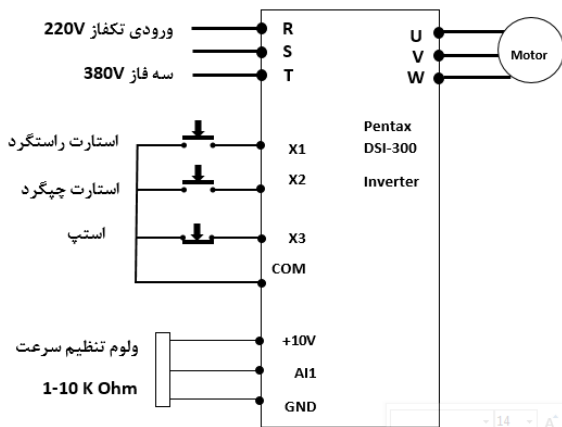 ورودی تکفاز 220V
R
U
S
V
Motor
سه فاز 380V
T
W
استارت راستگرد
X1
Pentax
DSI-300
Inverter
استارت چپگرد
X2
استپ
X3
COM
+10V
ولوم تنظیم سرعت
AI1
1-10 K Ohm
GND
14
A